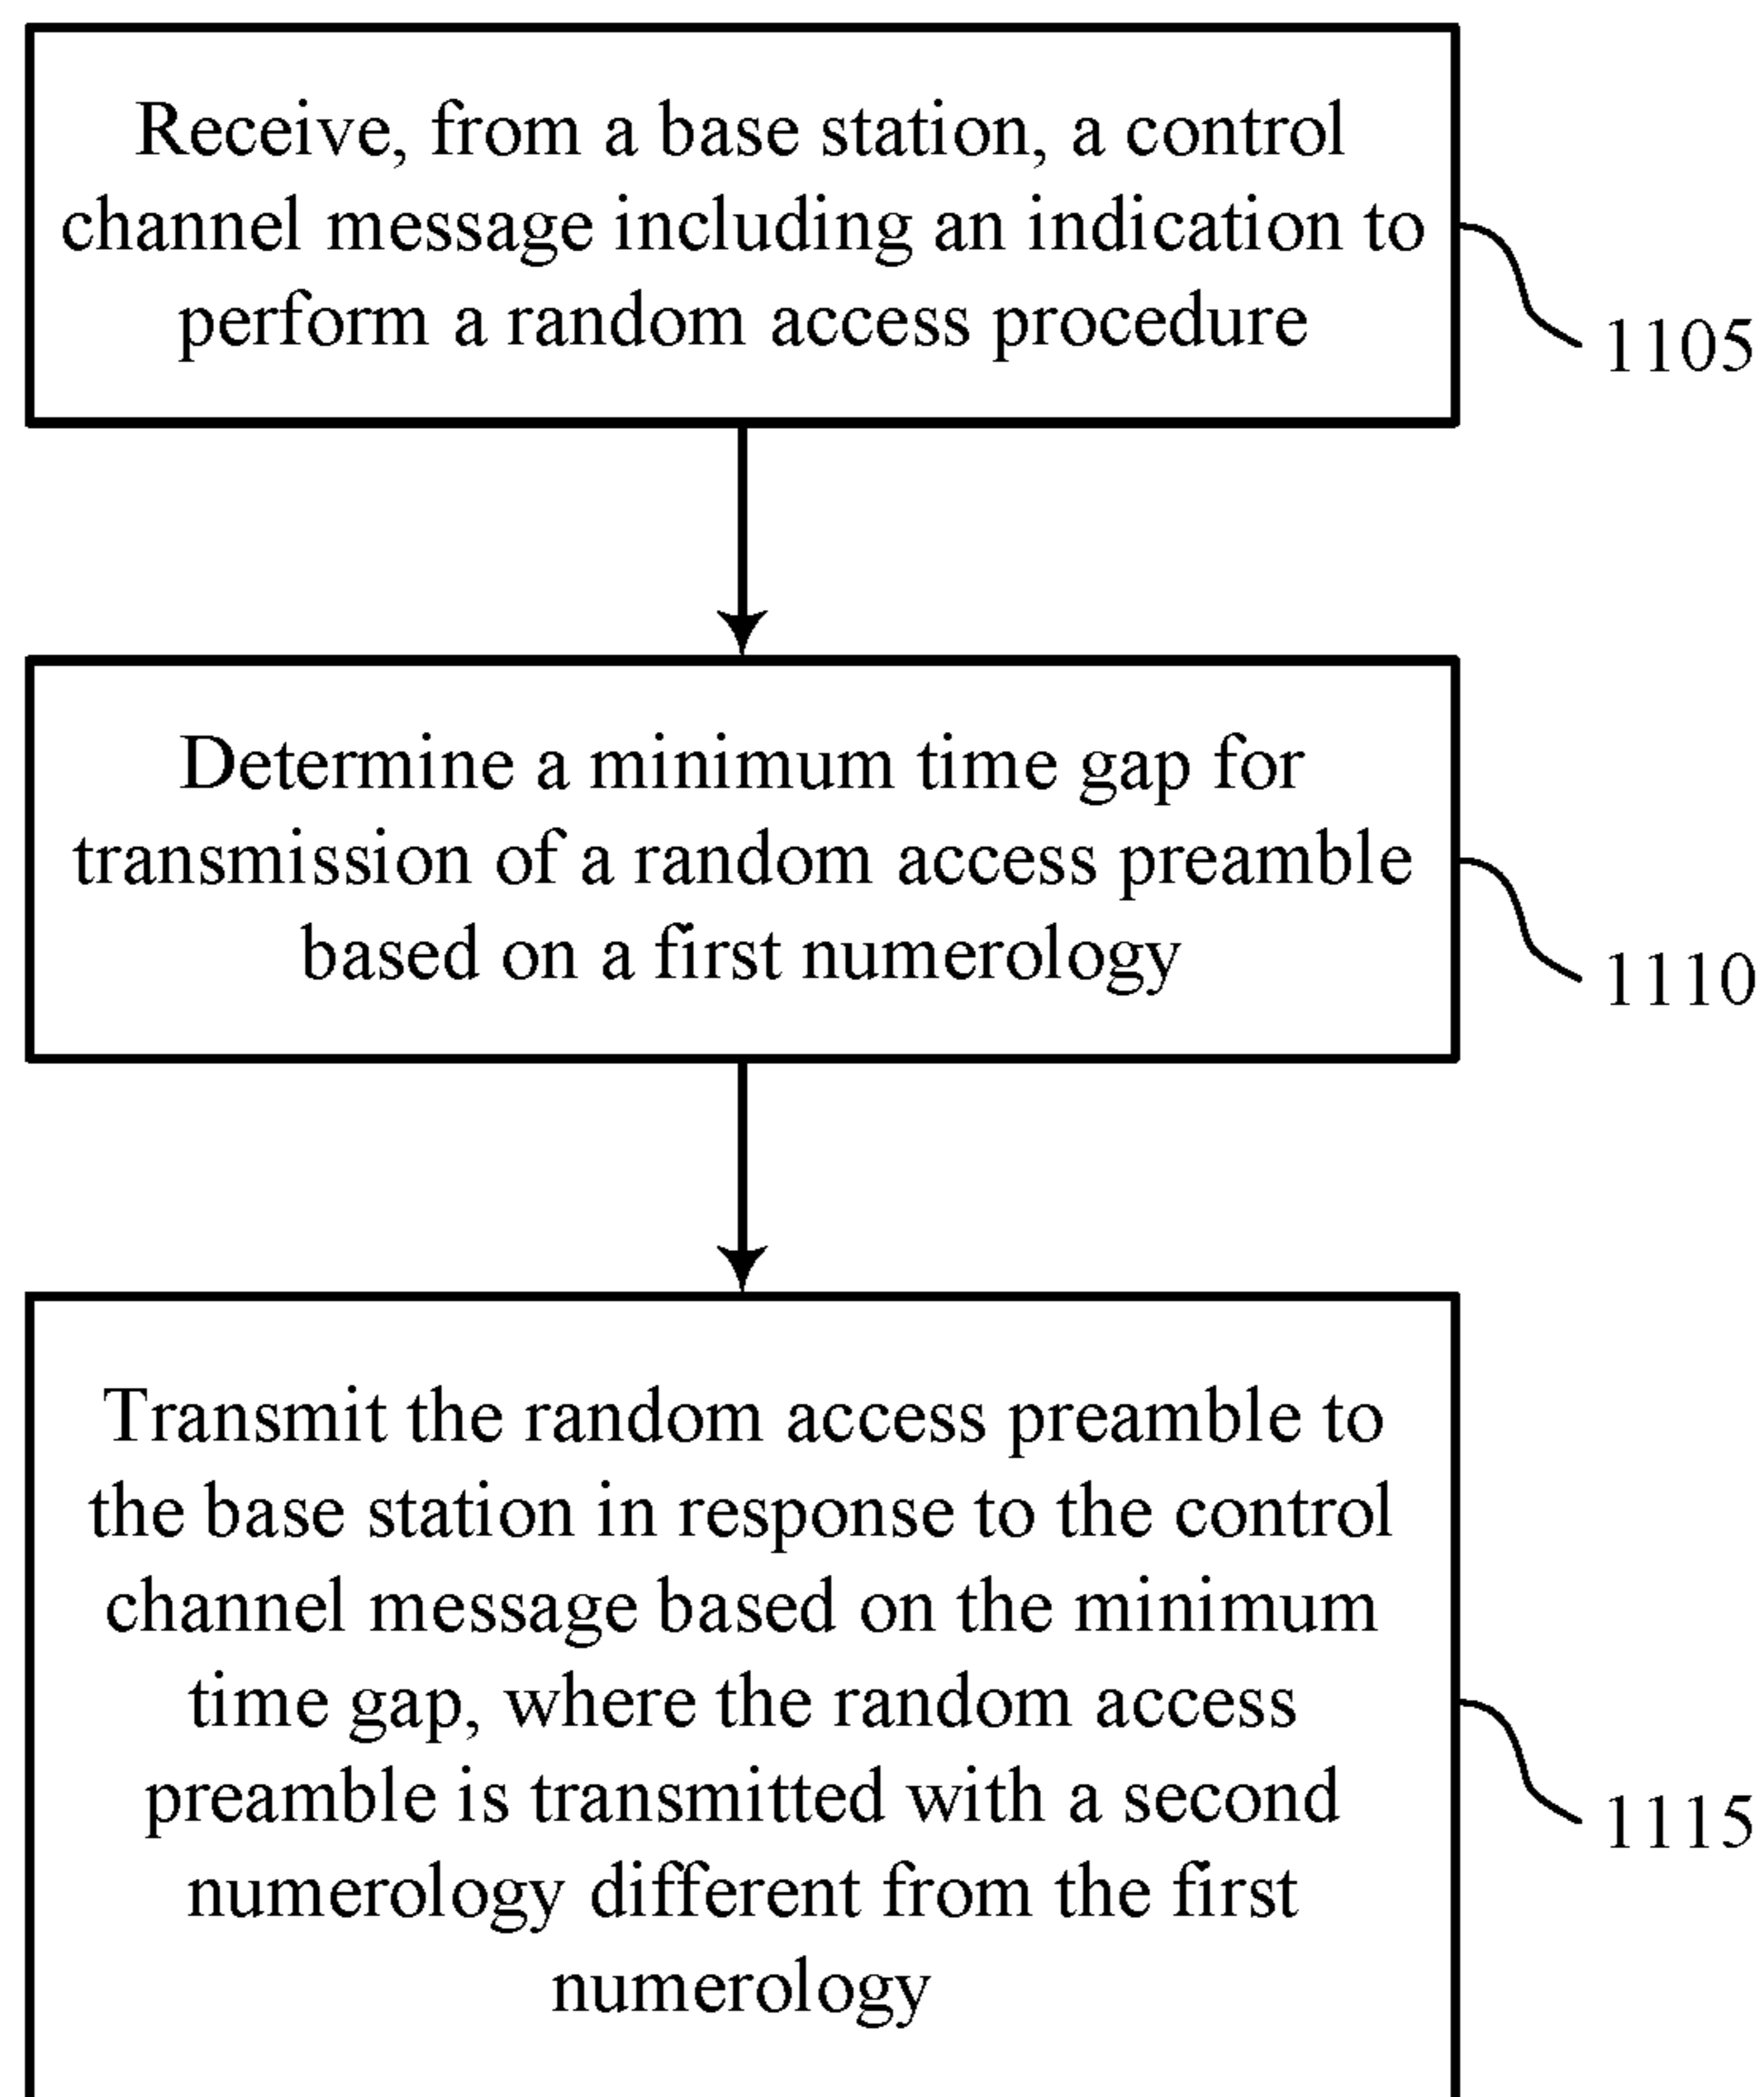 Receive, from a base station, a control
channel message including an indication to
perform a random access procedure
1105
Determine a minimum time gap for
transmission of a random access preamble
based on a first numerology
1110
Transmit the random access preamble to
the base station in response to the control
channel message based on the minimum
time gap, where the random access
preamble is transmitted with a second
numerology different from the first
numerology
1115